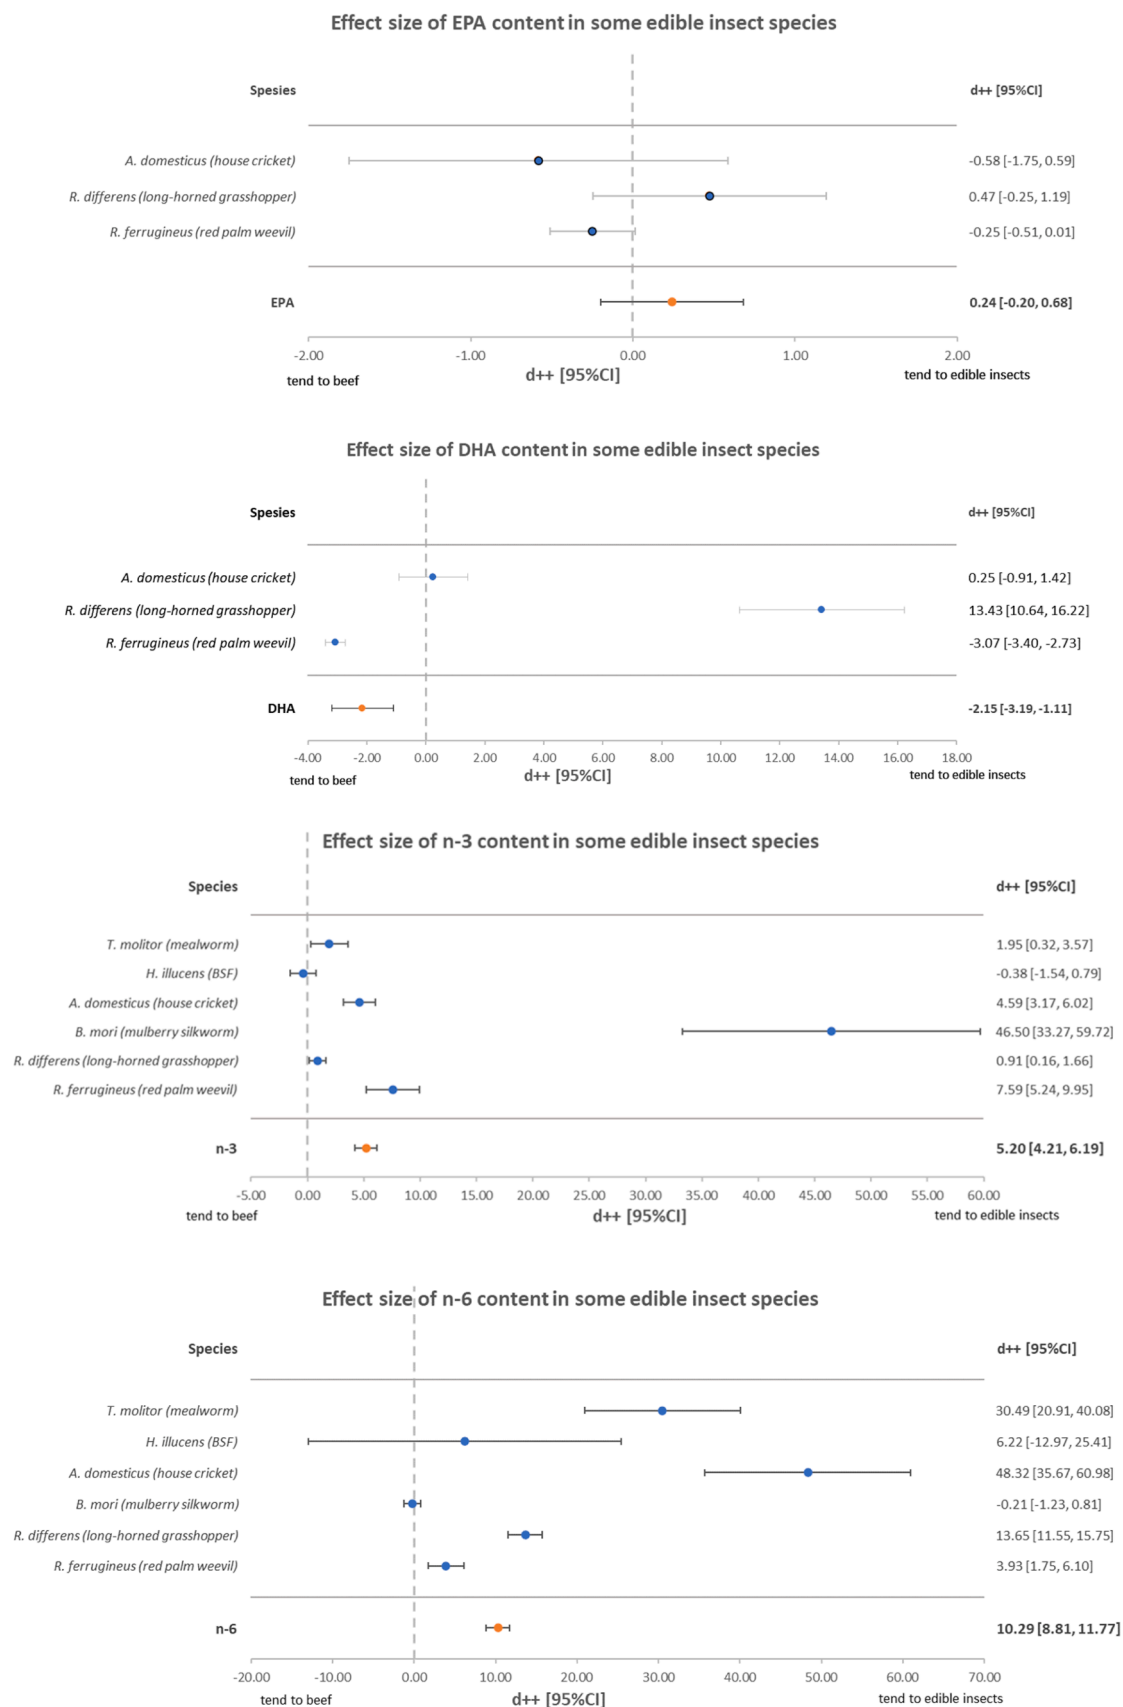 Effect size of EPA content in some edible insect species
Spesies d++ [95%CI]
A. domesticus (house cricket) -0.58 [-1.75, 0.59]
R. differens (long-horned grasshopper) 0.47 [-0.25, 1.19]
R. ferrugineus (red palm weevil) -0.25 [-0.51, 0.01]
EPA 0.24 [-0.20, 0.68]
-2.00 -1.00 0.00 1.00 2.00
tend to beef d++ [95%CI] tend to edible insects
Effect size of DHA content in some edible insect species
Spesies d++ [95%CI]
A. domesticus (house cricket) 0.25 [-0.91, 1.42]
R. differens (long-horned grasshopper) 13.43 [10.64, 16.22]
R. ferrugineus (red palm weevil) -3.07 [-3.40, -2.73]
DHA -2.15 [-3.19, -1.11]
-4.00 -2.00 0.00 2.00 4.00 6.00 8.00 10.00 12.00 14.00 16.00 18.00
tend to beef d++ [95%CI] tend to edible insects
Effect size of n-3 content in some edible insect species
Species d++ [95%CI]
T. molitor (mealworm) 1.95 [0.32, 3.57]
H. illucens (BSF) -0.38 [-1.54, 0.79]
A. domesticus (house cricket) 4.59 [3.17, 6.02]
B. mori (mulberry silkworm) 46.50 [33.27, 59.72]
R. differens (long-horned grasshopper) 0.91 [0.16, 1.66]
R. ferrugineus (red palm weevil) 7.59 [5.24, 9.95]
n-3 5.20 [4.21, 6.19]
-5.00 0.00 5.00 10.00 15.00 20.00 25.00 30.00 35.00 40.00 45.00 50.00 55.00 60.00
tend to beef d++ [95%CI] tend to edible insects
Effect size of n-6 content in some edible insect species
Species d++ [95%CI]
T. molitor (mealworm) 30.49 [20.91, 40.08]
H. illucens (BSF) 6.22 [-12.97, 25.41]
A. domesticus (house cricket) 48.32 [35.67, 60.98]
B. mori (mulberry silkworm) -0.21 [-1.23, 0.81]
R. differens (long-horned grasshopper) 13.65 [11.55, 15.75]
R. ferrugineus (red palm weevil) 3.93 [1.75, 6.10]
n-6 10.29 [8.81, 11.77]
-20.00 -10.00 0.00 10.00 20.00 30.00 40.00 50.00 60.00 70.00
tend to beef d++ [95%CI] tend to edible insects